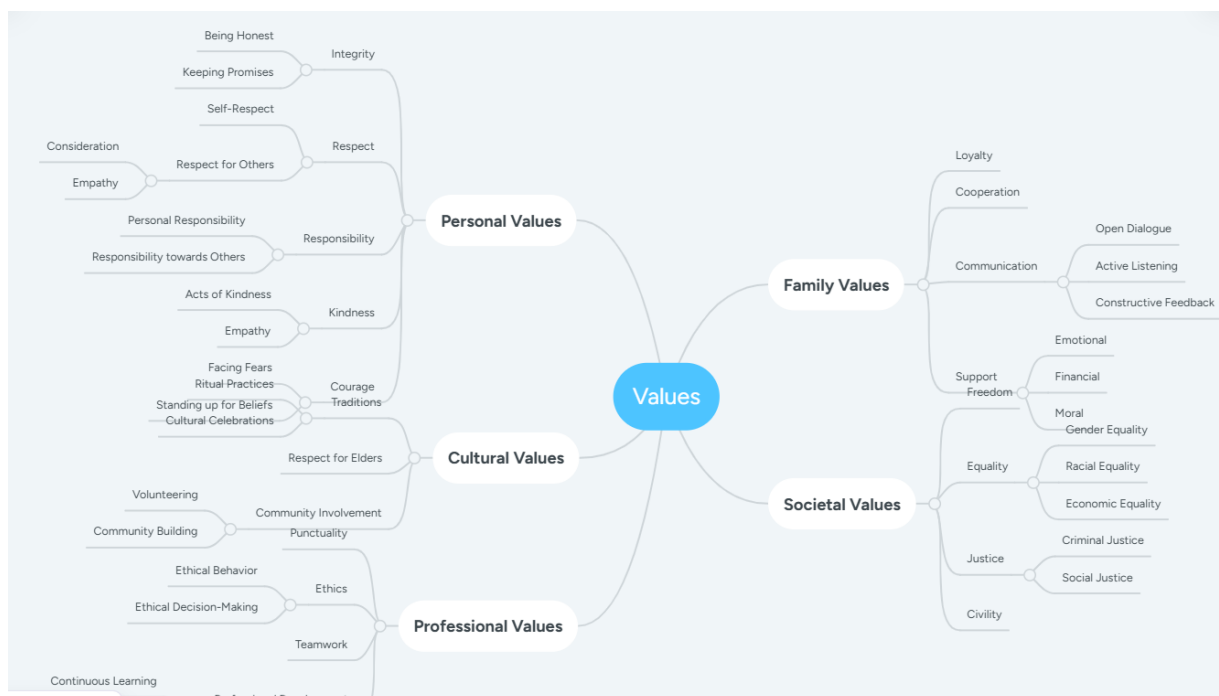 Values
Personal Values
Integrity
Being Honest
Keeping Promises
Respect
Self-Respect
Respect for Others
Consideration
Empathy
Responsibility
Personal Responsibility
Responsibility towards Others
Kindness
Acts of Kindness
Empathy
Courage
Facing Fears
Standing up for Beliefs
Cultural Values
Traditions
Ritual Practices
Cultural Celebrations
Respect for Elders
Community Involvement
Volunteering
Community Building
Professional Values
Punctuality
Ethics
Ethical Behavior
Ethical Decision-Making
Teamwork
Continuous Learning
Family Values
Loyalty
Cooperation
Communication
Open Dialogue
Active Listening
Constructive Feedback
Support
Emotional
Financial
Moral
Societal Values
Freedom
Equality
Gender Equality
Racial Equality
Economic Equality
Justice
Criminal Justice
Social Justice
Civility